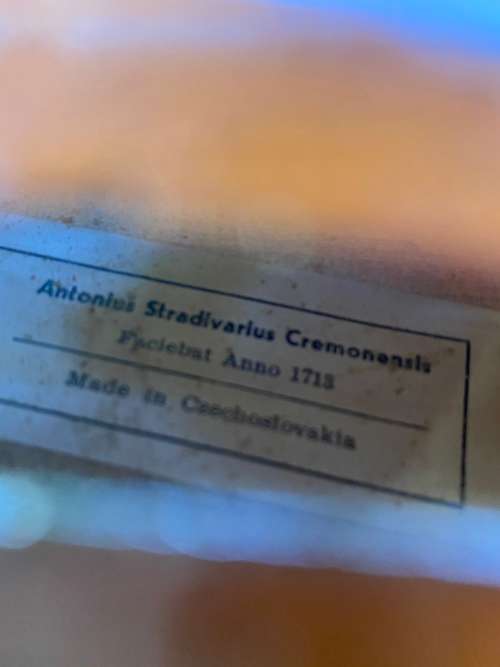 Antonius Stradivarius Cremonensis
Faciebat Anno 1713
Made in Czechoslovakia